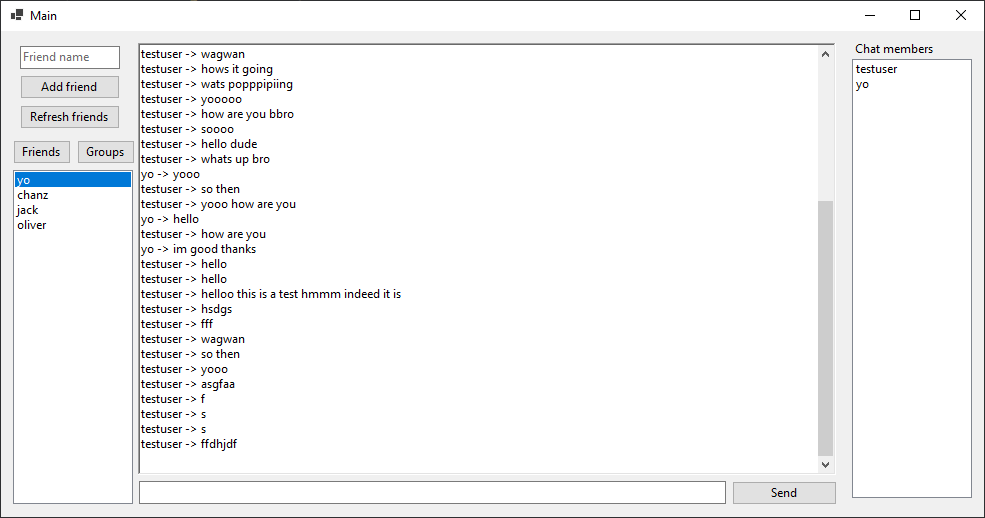 Main
Friend name
Add friend
Refresh friends
Friends
Groups
yo
chanz
jack
oliver
testuser -> wagwan
testuser -> hows it going
testuser -> wats popppipiing
testuser -> yooooo
testuser -> how are you bbro
testuser -> soooo
testuser -> hello dude
testuser -> whats up bro
yo -> yooo
testuser -> so then
testuser -> yooo how are you
yo -> hello
testuser -> how are you
yo -> im good thanks
testuser -> hello
testuser -> hello
testuser -> helloo this is a test hmmm indeed it is
testuser -> hsdgs
testuser -> fff
testuser -> wagwan
testuser -> so then
testuser -> yooo
testuser -> asgfaa
testuser -> f
testuser -> s
testuser -> s
testuser -> ffdhjdf
Send
Chat members
testuser
yo